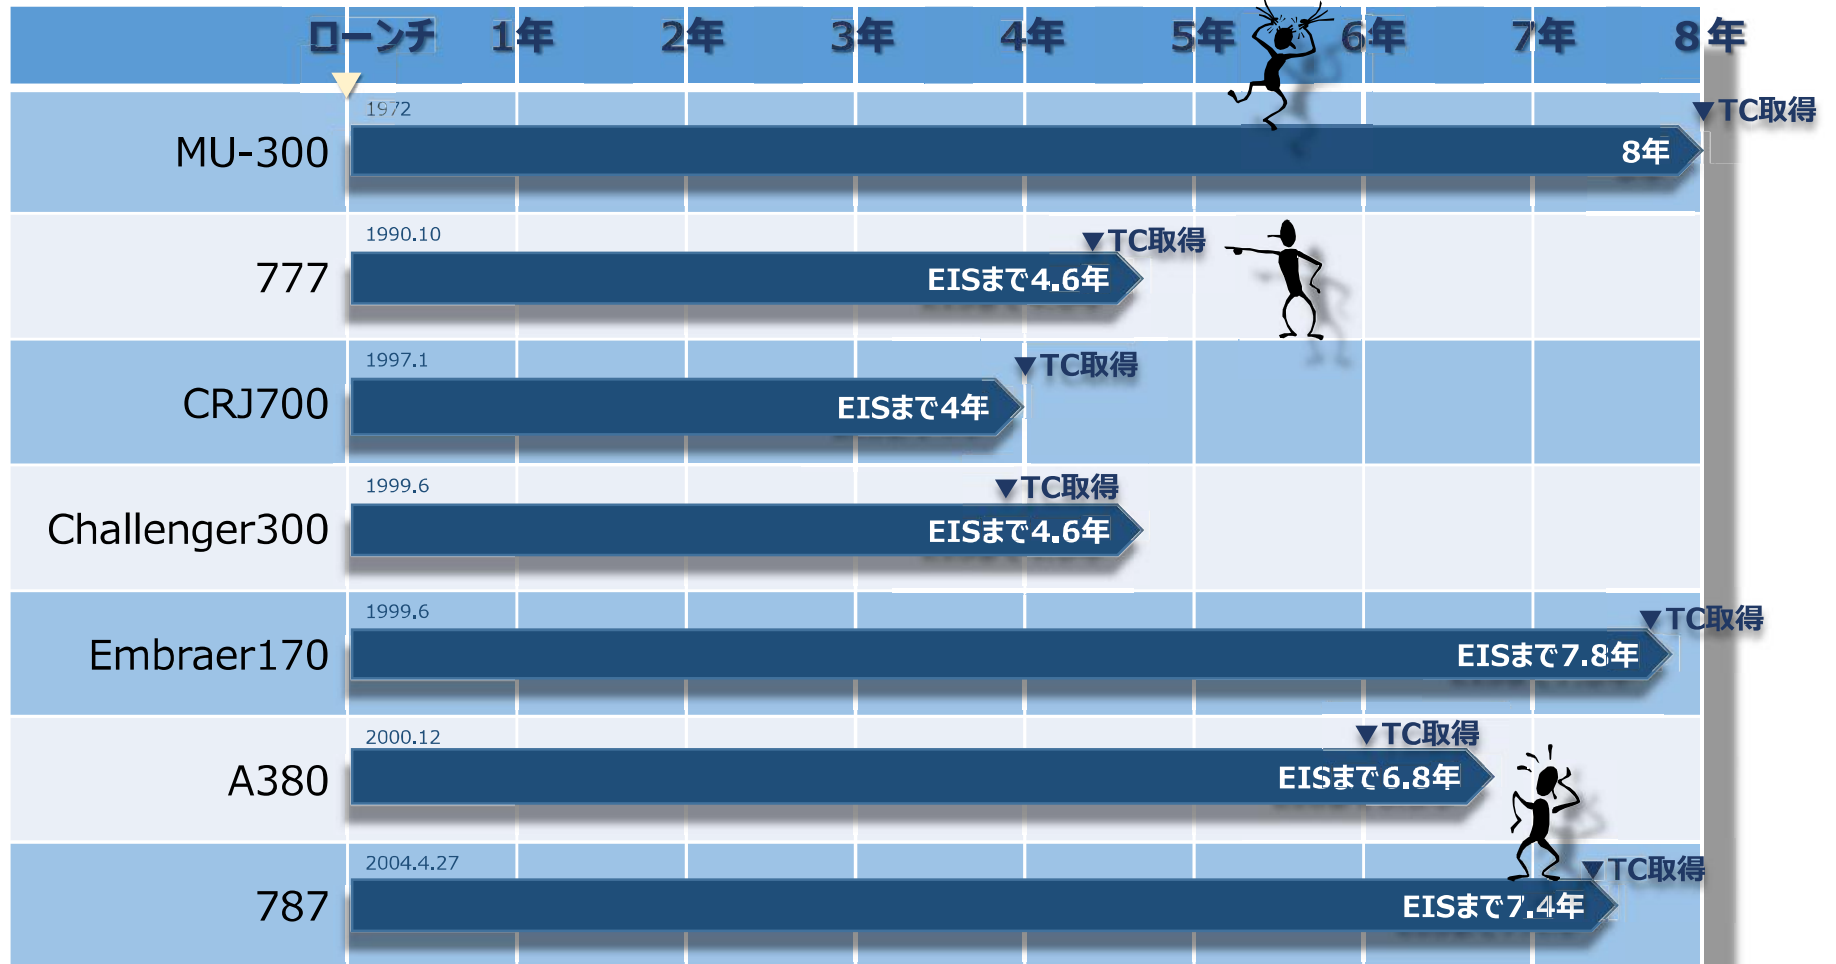 ローンチ 1年 2年 3年 4年 5年 6年 7年 8年
1972
▼TC取得
MU-300
8年
1990.10
▼TC取得
777
EISまで4.6年
1997.1
▼TC取得
CRJ700
EISまで4年
1999.6
▼TC取得
Challenger300
EISまで4.6年
1999.6
▼TC取得
Embraer170
EISまで7.8年
2000.12
▼TC取得
A380
EISまで6.8年
2004.4.27
▼TC取得
787
EISまで7.4年